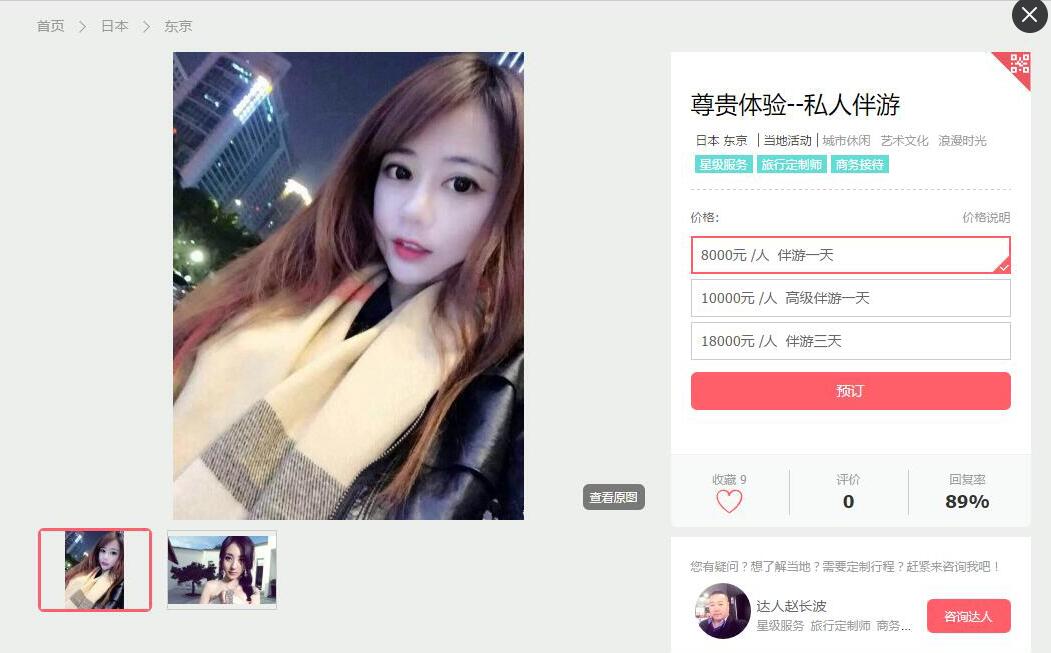 首页 > 日本 > 东京
尊贵体验--私人伴游
日本 东京 | 当地活动 | 城市休闲 艺术文化 浪漫时光
星级服务 旅行定制师 商务接待
价格: 价格说明
8000元 /人 伴游一天
10000元 /人 高级伴游一天
18000元 /人 伴游三天
预订
收藏 9 评价 回复率
0 89%
查看原图
您有疑问？想了解当地？需要定制行程？赶紧来咨询我吧！
达人赵长波
星级服务 旅行定制师 商务...
咨询达人